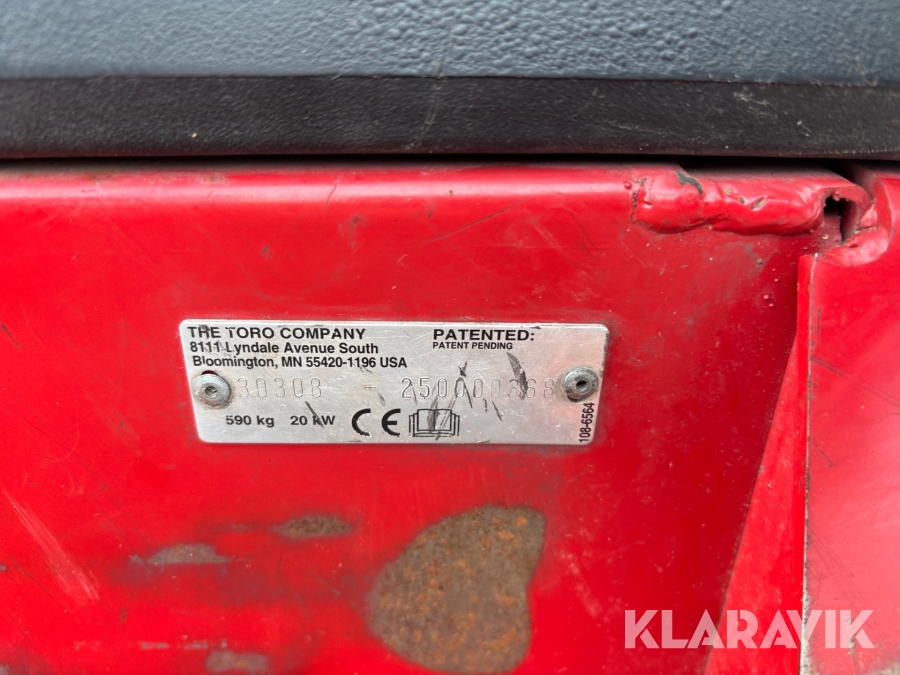 THE TORO COMPANY
8111 Lyndale Avenue South
Bloomington, MN 55420-1196 USA
PATENTED:
PATENT PENDING
30308 - 250000368
590 kg 20 kW CE
108-6564
KLARAVIK